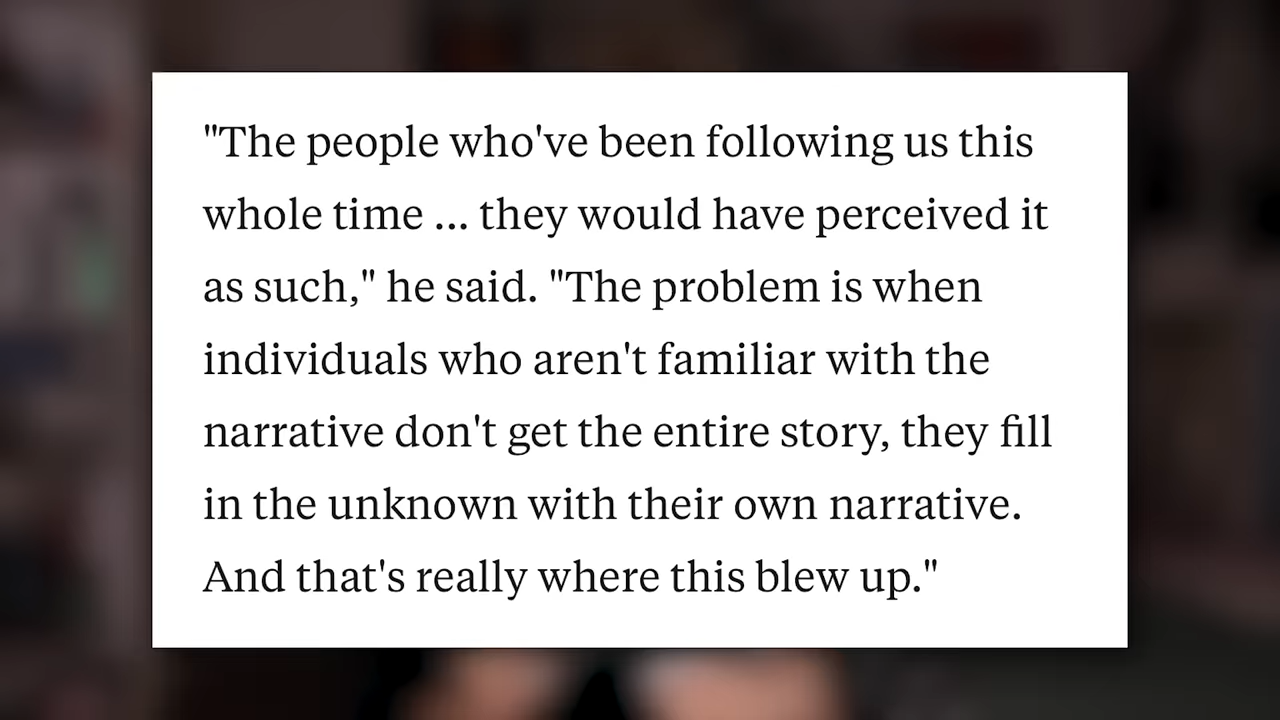 "The people who've been following us this
whole time ... they would have perceived it
as such," he said. "The problem is when
individuals who aren't familiar with the
narrative don't get the entire story, they fill
in the unknown with their own narrative.
And that's really where this blew up."